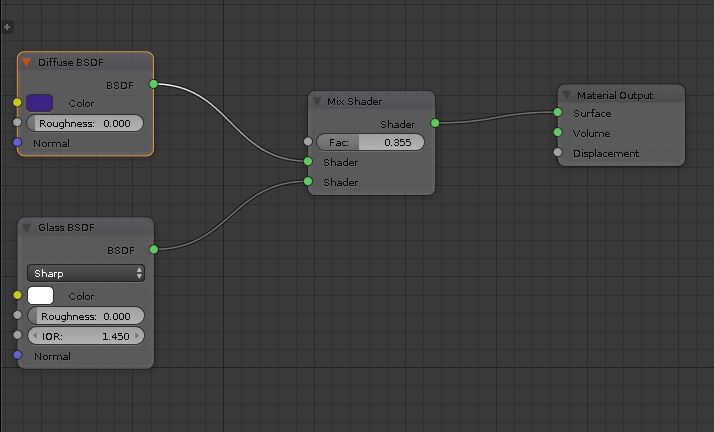 Diffuse BSDF
BSDF
Color
Roughness: 0.000
Normal
Glass BSDF
BSDF
Sharp
Color
Roughness: 0.000
IOR: 1.450
Normal
Mix Shader
Shader
Fac: 0.355
Shader
Shader
Material Output
Surface
Volume
Displacement